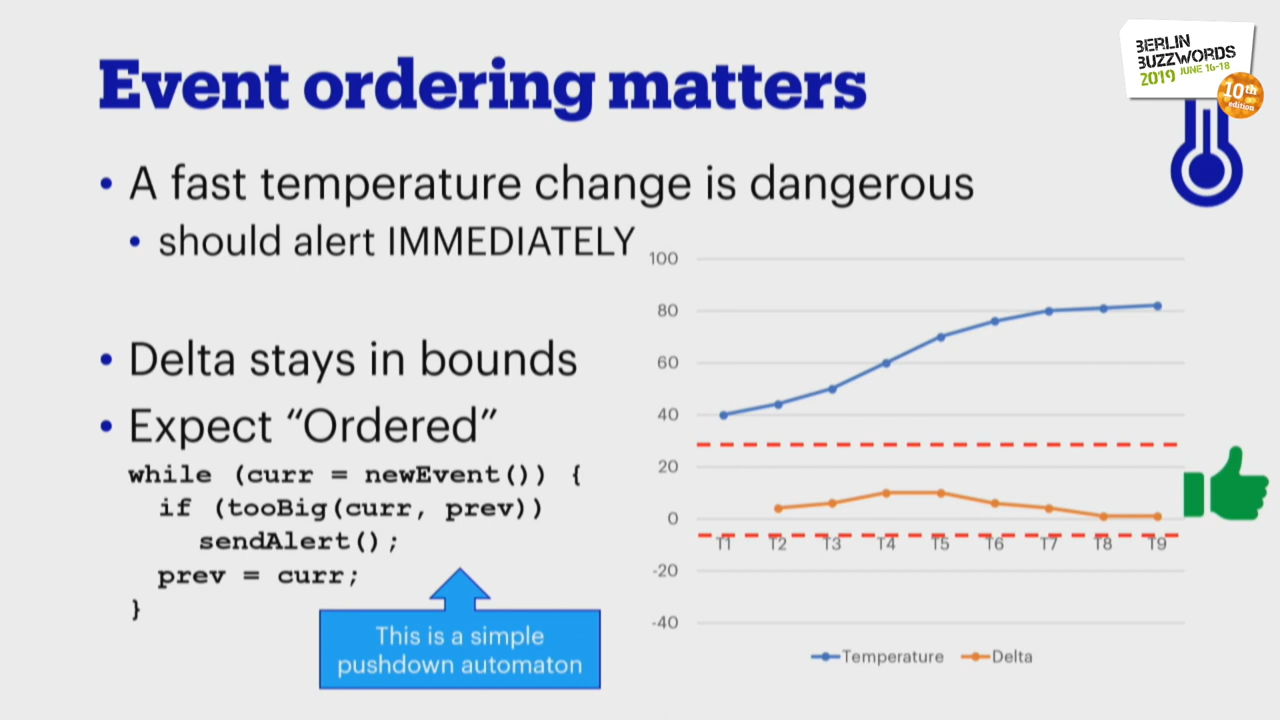 BERLIN
BUZZWORDS
2019 JUNE 16-18
10th
edition
Event ordering matters
• A fast temperature change is dangerous
• should alert IMMEDIATELY
• Delta stays in bounds
• Expect “Ordered”
while (curr = newEvent()) {
if (tooBig(curr, prev))
sendAlert();
prev = curr;
}
This is a simple
pushdown automaton
100
80
60
40
20
0
T1 T2 T3 T4 T5 T6 T7 T8 T9
-20
-40
Temperature Delta